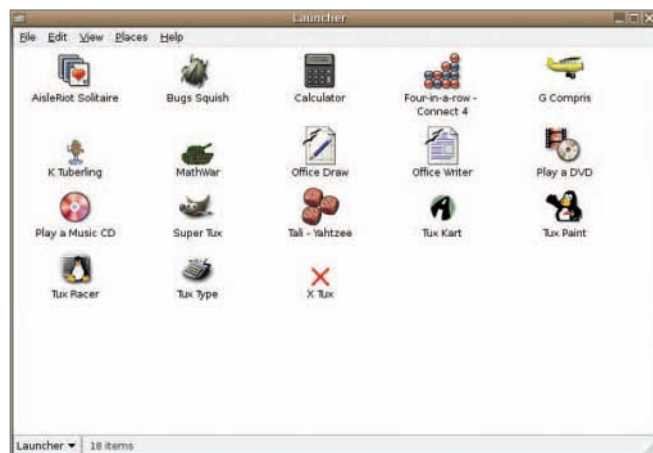 Launcher
File Edit View Places Help
AisleRiot Solitaire Bugs Squish Calculator Four-in-a-row - G Compris
Connect 4
K Tuberling MathWar Office Draw Office Writer Play a DVD
Play a Music CD Super Tux Tali - Yahtzee Tux Kart Tux Paint
Tux Racer Tux Type X Tux
Launcher 18 items